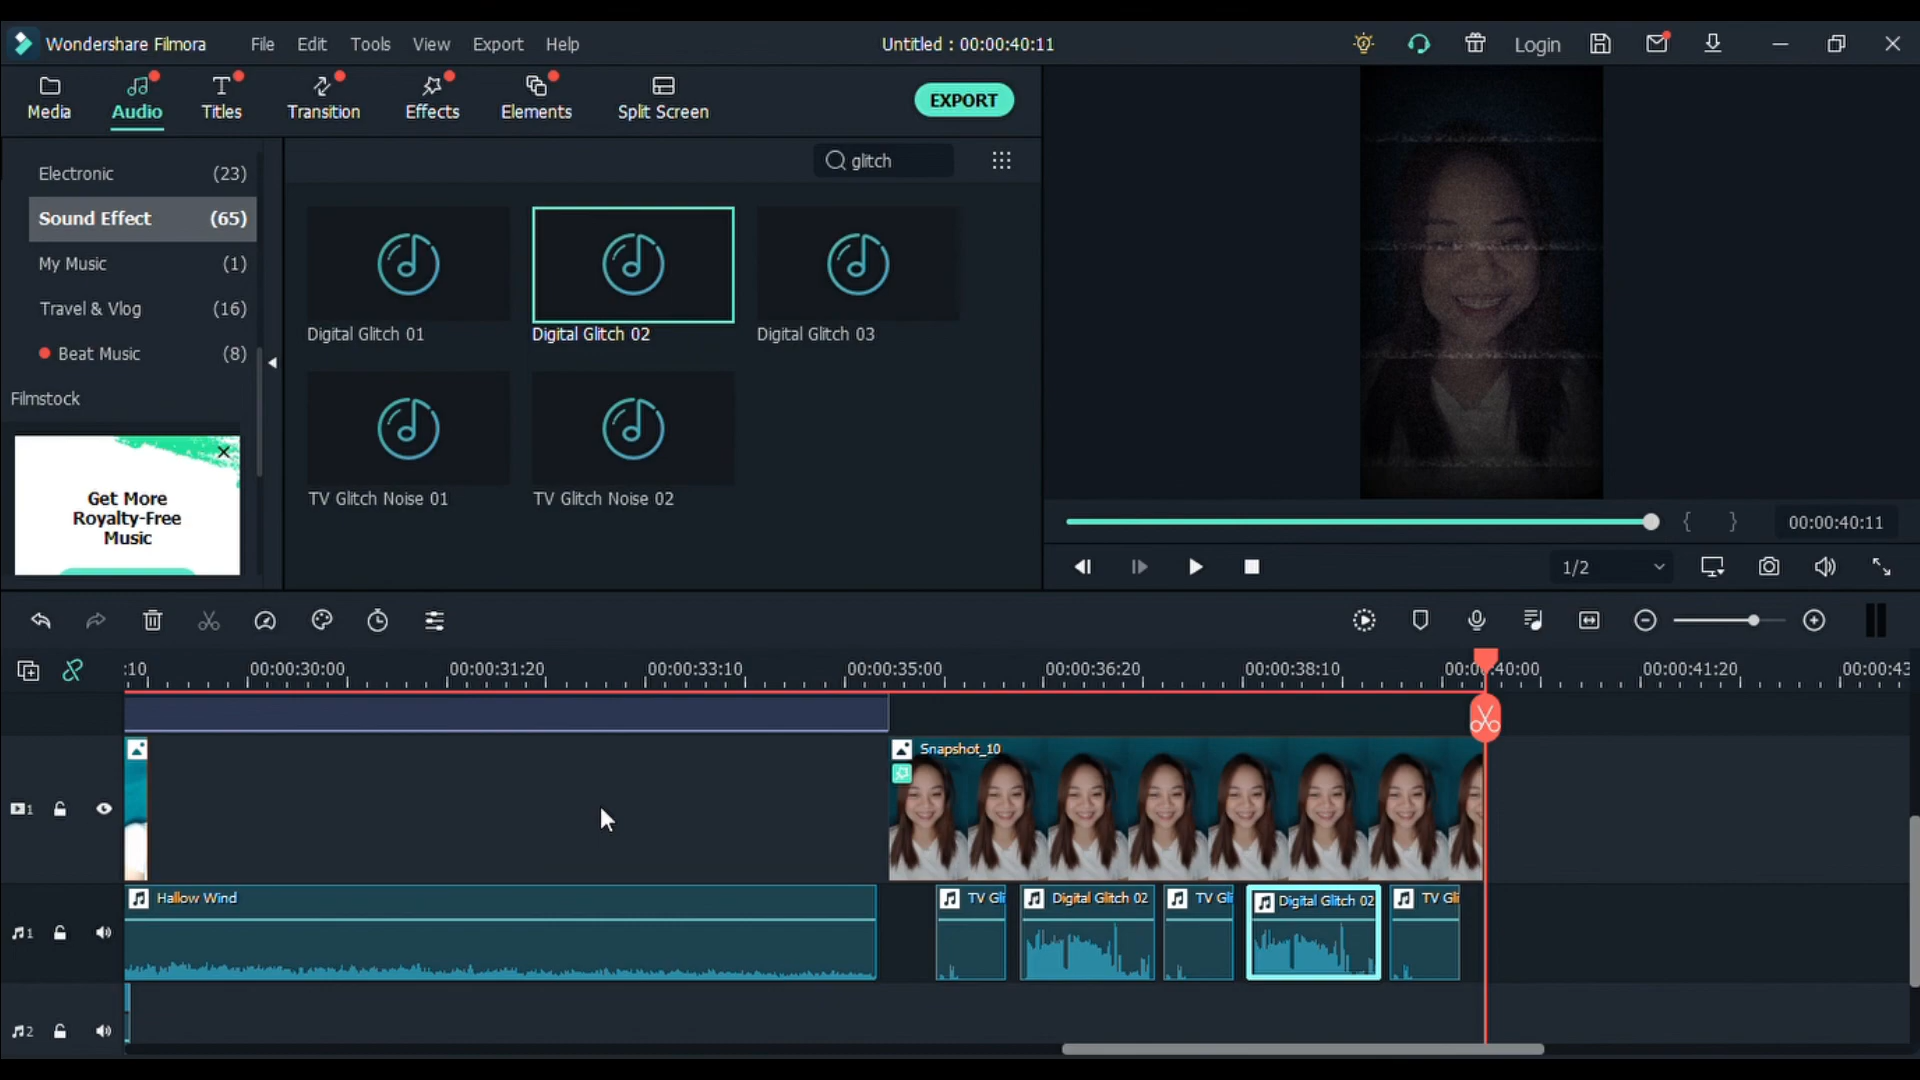 Wondershare Filmora File Edit Tools View Export Help Untitled : 00:00:40:11 Login
Media Audio Titles Transition Effects Elements Split Screen EXPORT
Electronic (23)
Sound Effect (65)
My Music (1)
Travel & Vlog (16)
Beat Music (8)
Filmstock
Get More
Royalty-Free
Music
glitch
Digital Glitch 01 Digital Glitch 02 Digital Glitch 03
TV Glitch Noise 01 TV Glitch Noise 02
{ } 00:00:40:11
1/2
:10 00:00:30:00 00:00:31:20 00:00:33:10 00:00:35:00 00:00:36:20 00:00:38:10 00:00:40:00 00:00:41:20 00:00:43
Snapshot_10
1
Hallow Wind TV Gli Digital Glitch 02 TV Gli Digital Glitch 02 TV Gli
1
2